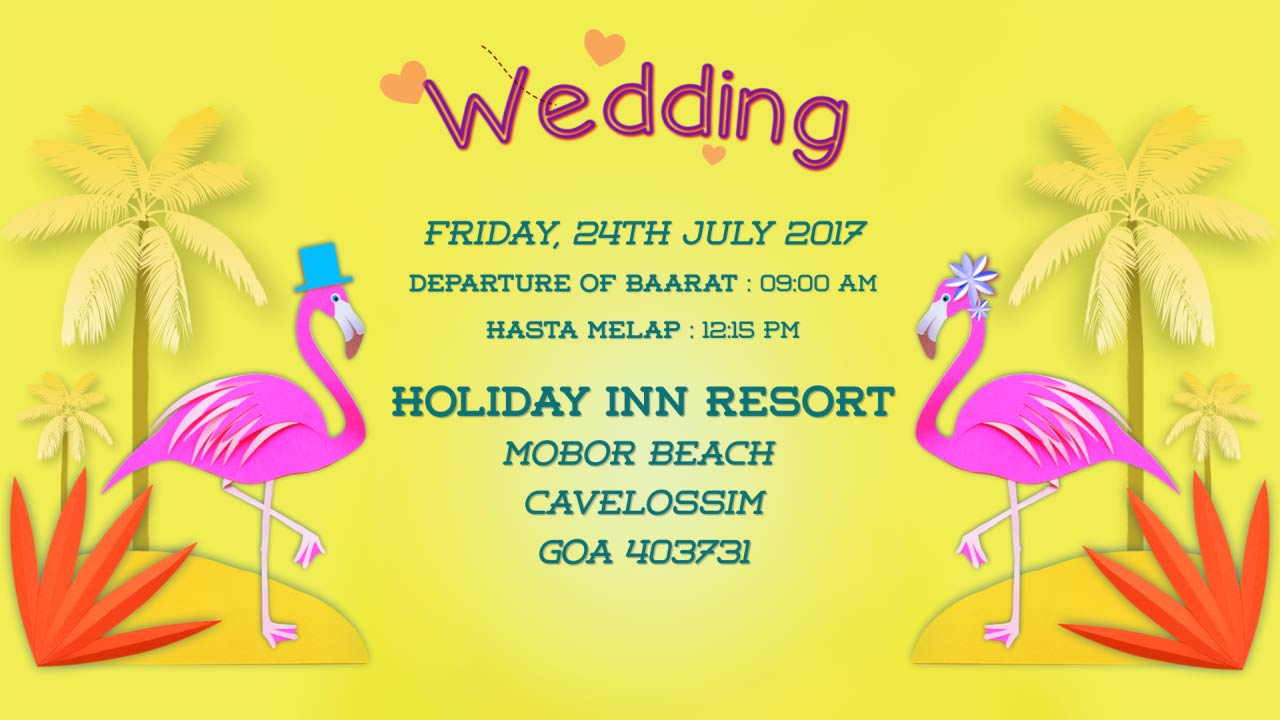 Wedding
FRIDAY, 24TH JULY 2017
DEPARTURE OF BAARAT : 09:00 AM
HASTA MELAP : 12:15 PM
HOLIDAY INN RESORT
MOBOR BEACH
CAVELOSSIM
GOA 403731